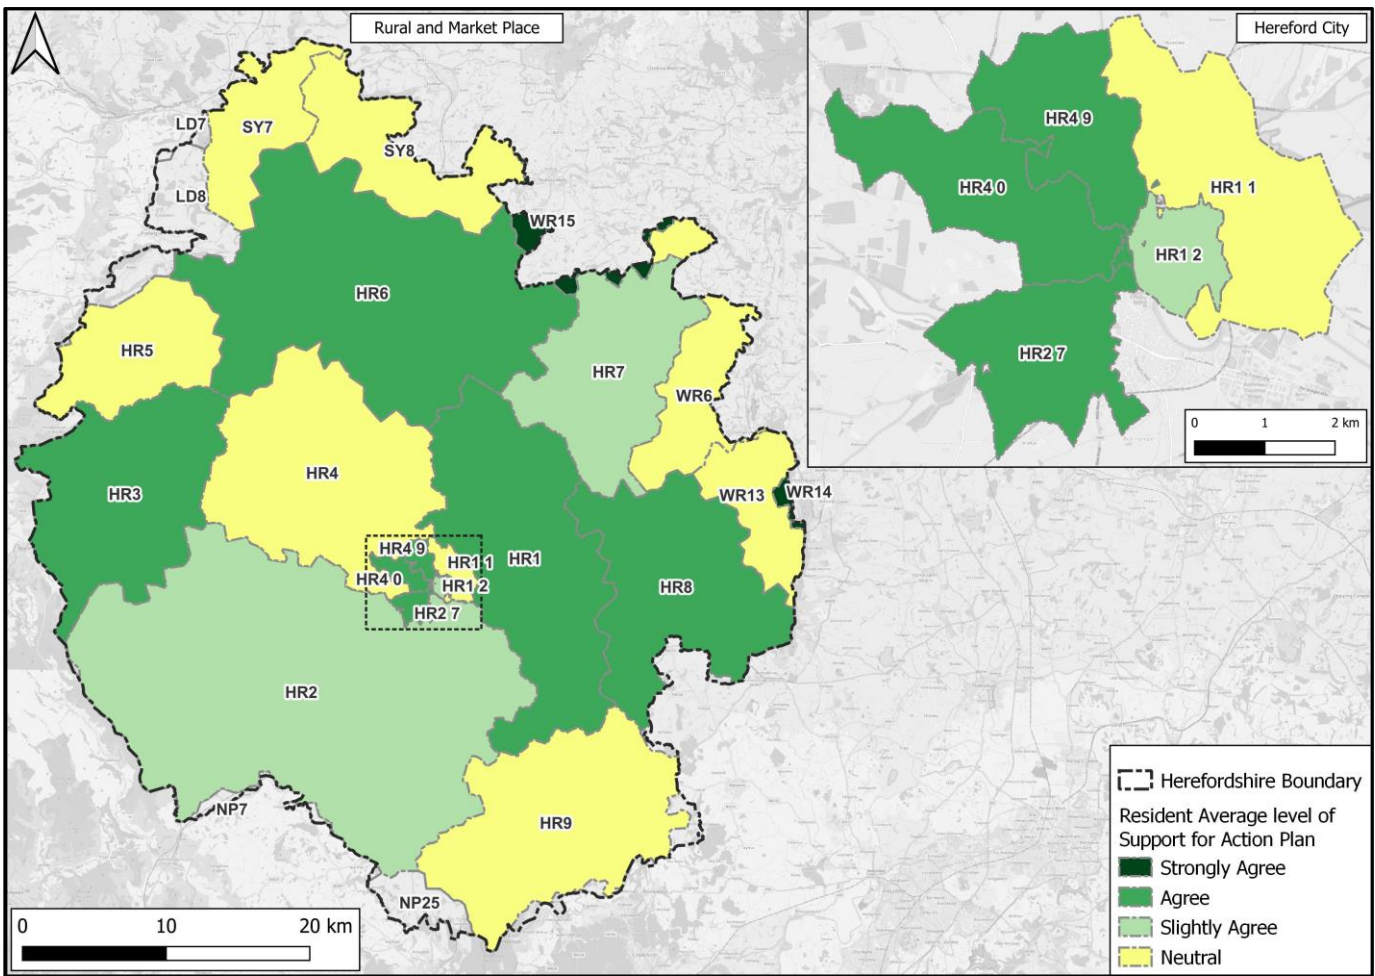 Rural and Market Place
Hereford City
LD7
SY7
SY8
LD8
WR15
HR6
HR5
HR7
WR6
HR4
HR3
WR13
WR14
HR4 9
HR1 1
HR1
HR4 0
HR1 2
HR8
HR2 7
HR2
NP7
HR9
NP25
0 10 20 km
HR4 9
HR4 0
HR1 1
HR1 2
HR2 7
0 1 2 km
Herefordshire Boundary
Resident Average level of
Support for Action Plan
Strongly Agree
Agree
Slightly Agree
Neutral